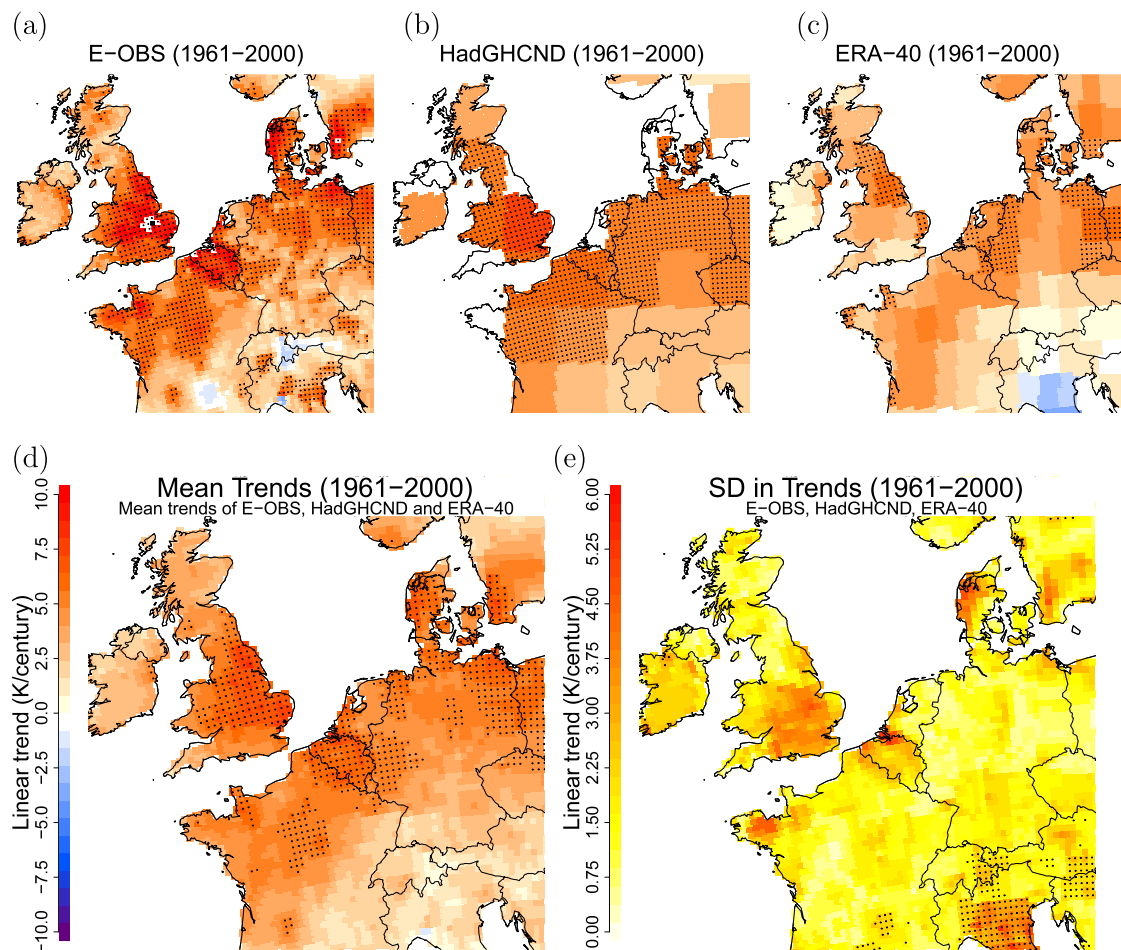 (a)
E−OBS (1961−2000)
(b)
HadGHCND (1961−2000)
(c)
ERA−40 (1961−2000)
(d)
Mean Trends (1961−2000)
Mean trends of E−OBS, HadGHCND and ERA−40
Linear trend (K/century)
10.0
7.5
5.0
2.5
0.0
−2.5
−5.0
−7.5
−10.0
(e)
SD in Trends (1961−2000)
E−OBS, HadGHCND, ERA−40
Linear trend (K/century)
6.00
5.25
4.50
3.75
3.00
2.25
1.50
0.75
0.00